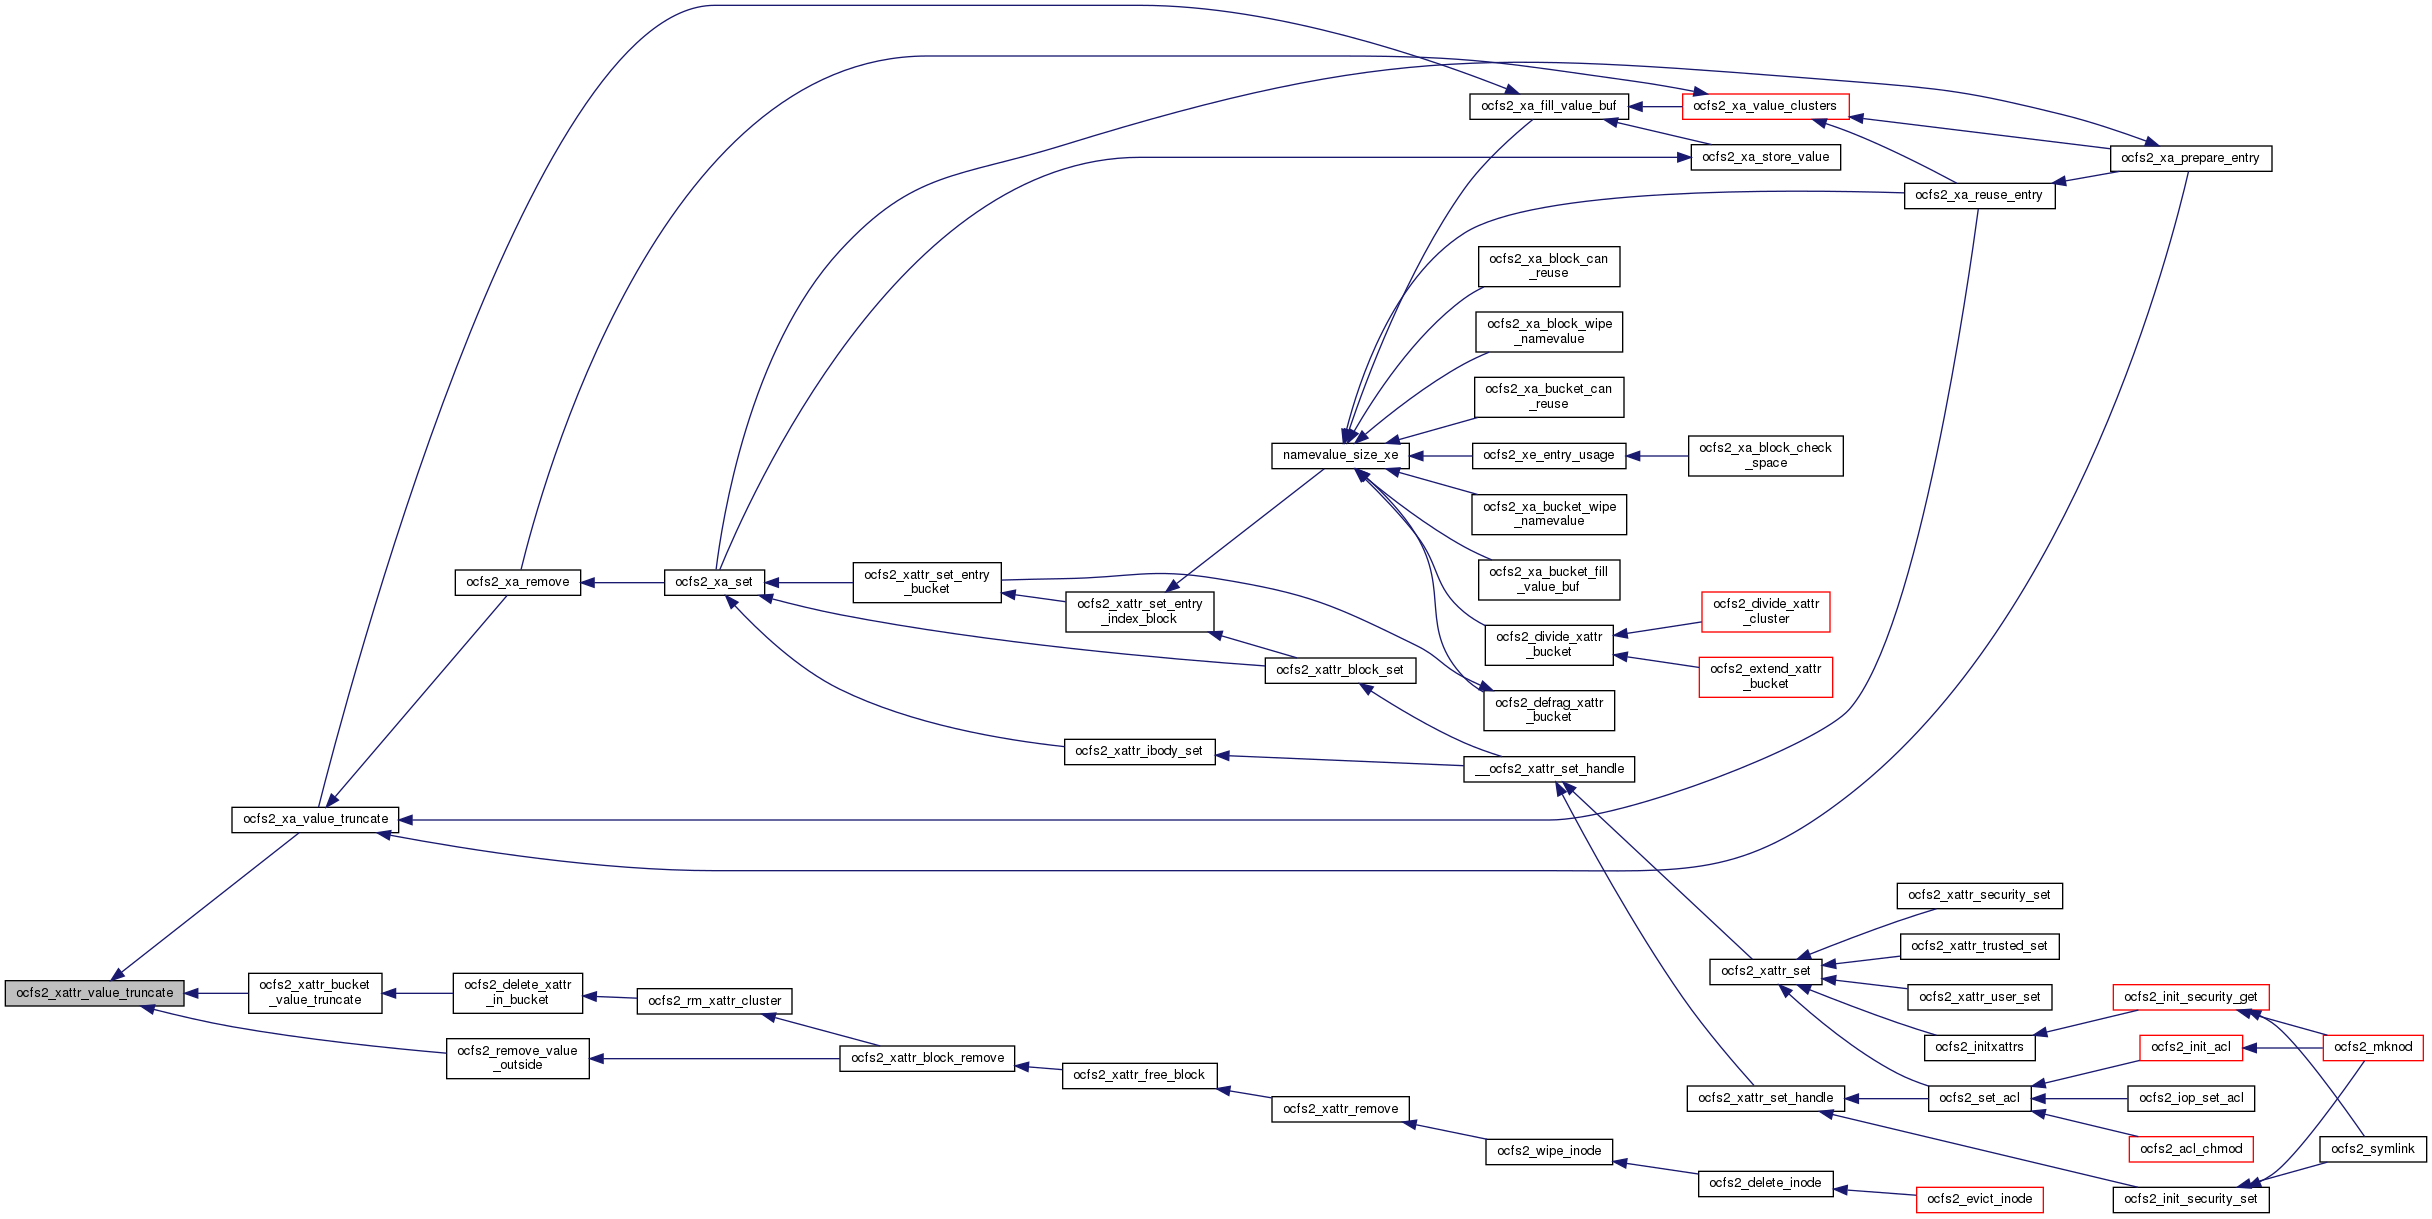 ocfs2_xa_fill_value_buf
ocfs2_xa_value_clusters
ocfs2_xa_store_value
ocfs2_xa_prepare_entry
ocfs2_xa_reuse_entry
ocfs2_xa_block_can
_reuse
ocfs2_xa_block_wipe
_namevalue
ocfs2_xa_bucket_can
_reuse
namevalue_size_xe
ocfs2_xe_entry_usage
ocfs2_xa_block_check
_space
ocfs2_xa_bucket_wipe
_namevalue
ocfs2_xa_bucket_fill
_value_buf
ocfs2_xa_remove
ocfs2_xa_set
ocfs2_xattr_set_entry
_bucket
ocfs2_xattr_set_entry
_index_block
ocfs2_divide_xattr
_cluster
ocfs2_divide_xattr
_bucket
ocfs2_extend_xattr
_bucket
ocfs2_xattr_block_set
ocfs2_defrag_xattr
_bucket
ocfs2_xattr_ibody_set
__ocfs2_xattr_set_handle
ocfs2_xa_value_truncate
ocfs2_xattr_security_set
ocfs2_xattr_trusted_set
ocfs2_xattr_set
ocfs2_xattr_user_set
ocfs2_initxattrs
ocfs2_init_security_get
ocfs2_init_acl
ocfs2_mknod
ocfs2_xattr_value_truncate
ocfs2_xattr_bucket
_value_truncate
ocfs2_delete_xattr
_in_bucket
ocfs2_rm_xattr_cluster
ocfs2_remove_value
_outside
ocfs2_xattr_block_remove
ocfs2_xattr_free_block
ocfs2_xattr_remove
ocfs2_xattr_set_handle
ocfs2_set_acl
ocfs2_iop_set_acl
ocfs2_acl_chmod
ocfs2_symlink
ocfs2_wipe_inode
ocfs2_delete_inode
ocfs2_evict_inode
ocfs2_init_security_set